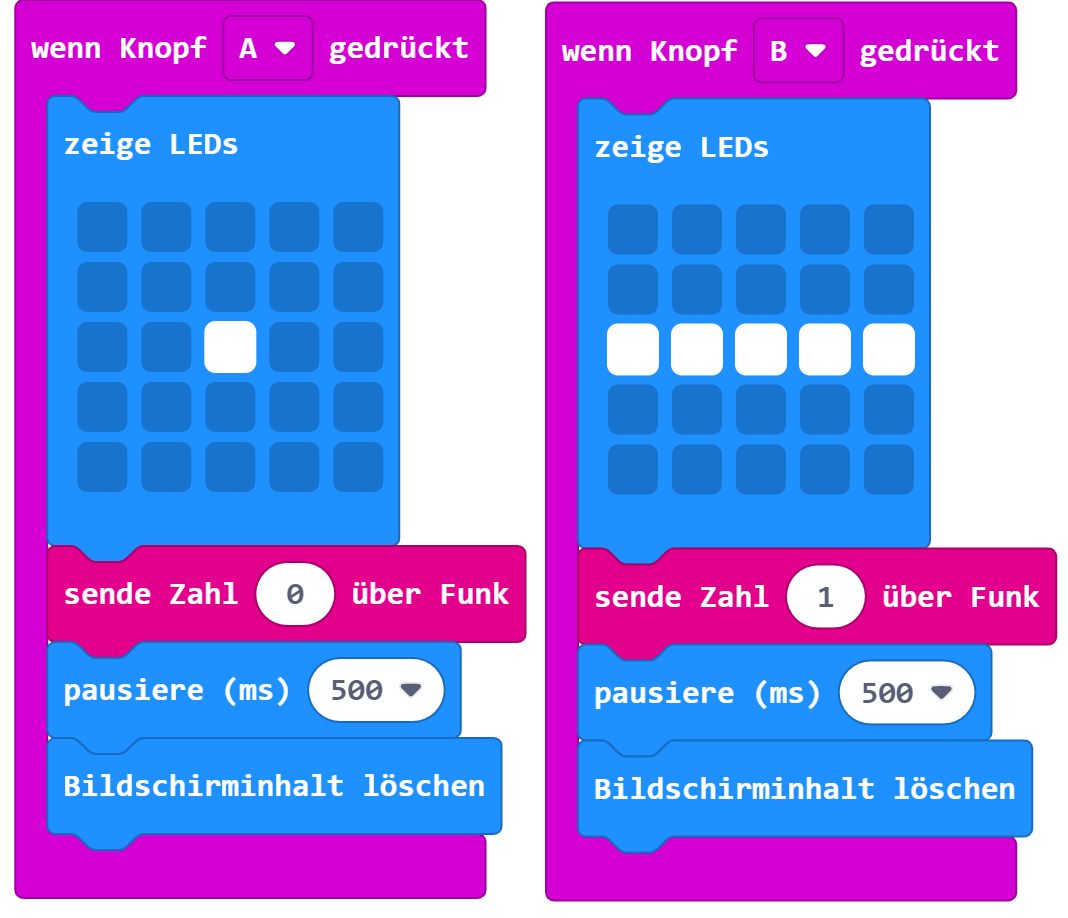 wenn Knopf A gedrückt
zeige LEDs
sende Zahl 0 über Funk
pausiere (ms) 500
Bildschirminhalt löschen
wenn Knopf B gedrückt
zeige LEDs
sende Zahl 1 über Funk
pausiere (ms) 500
Bildschirminhalt löschen